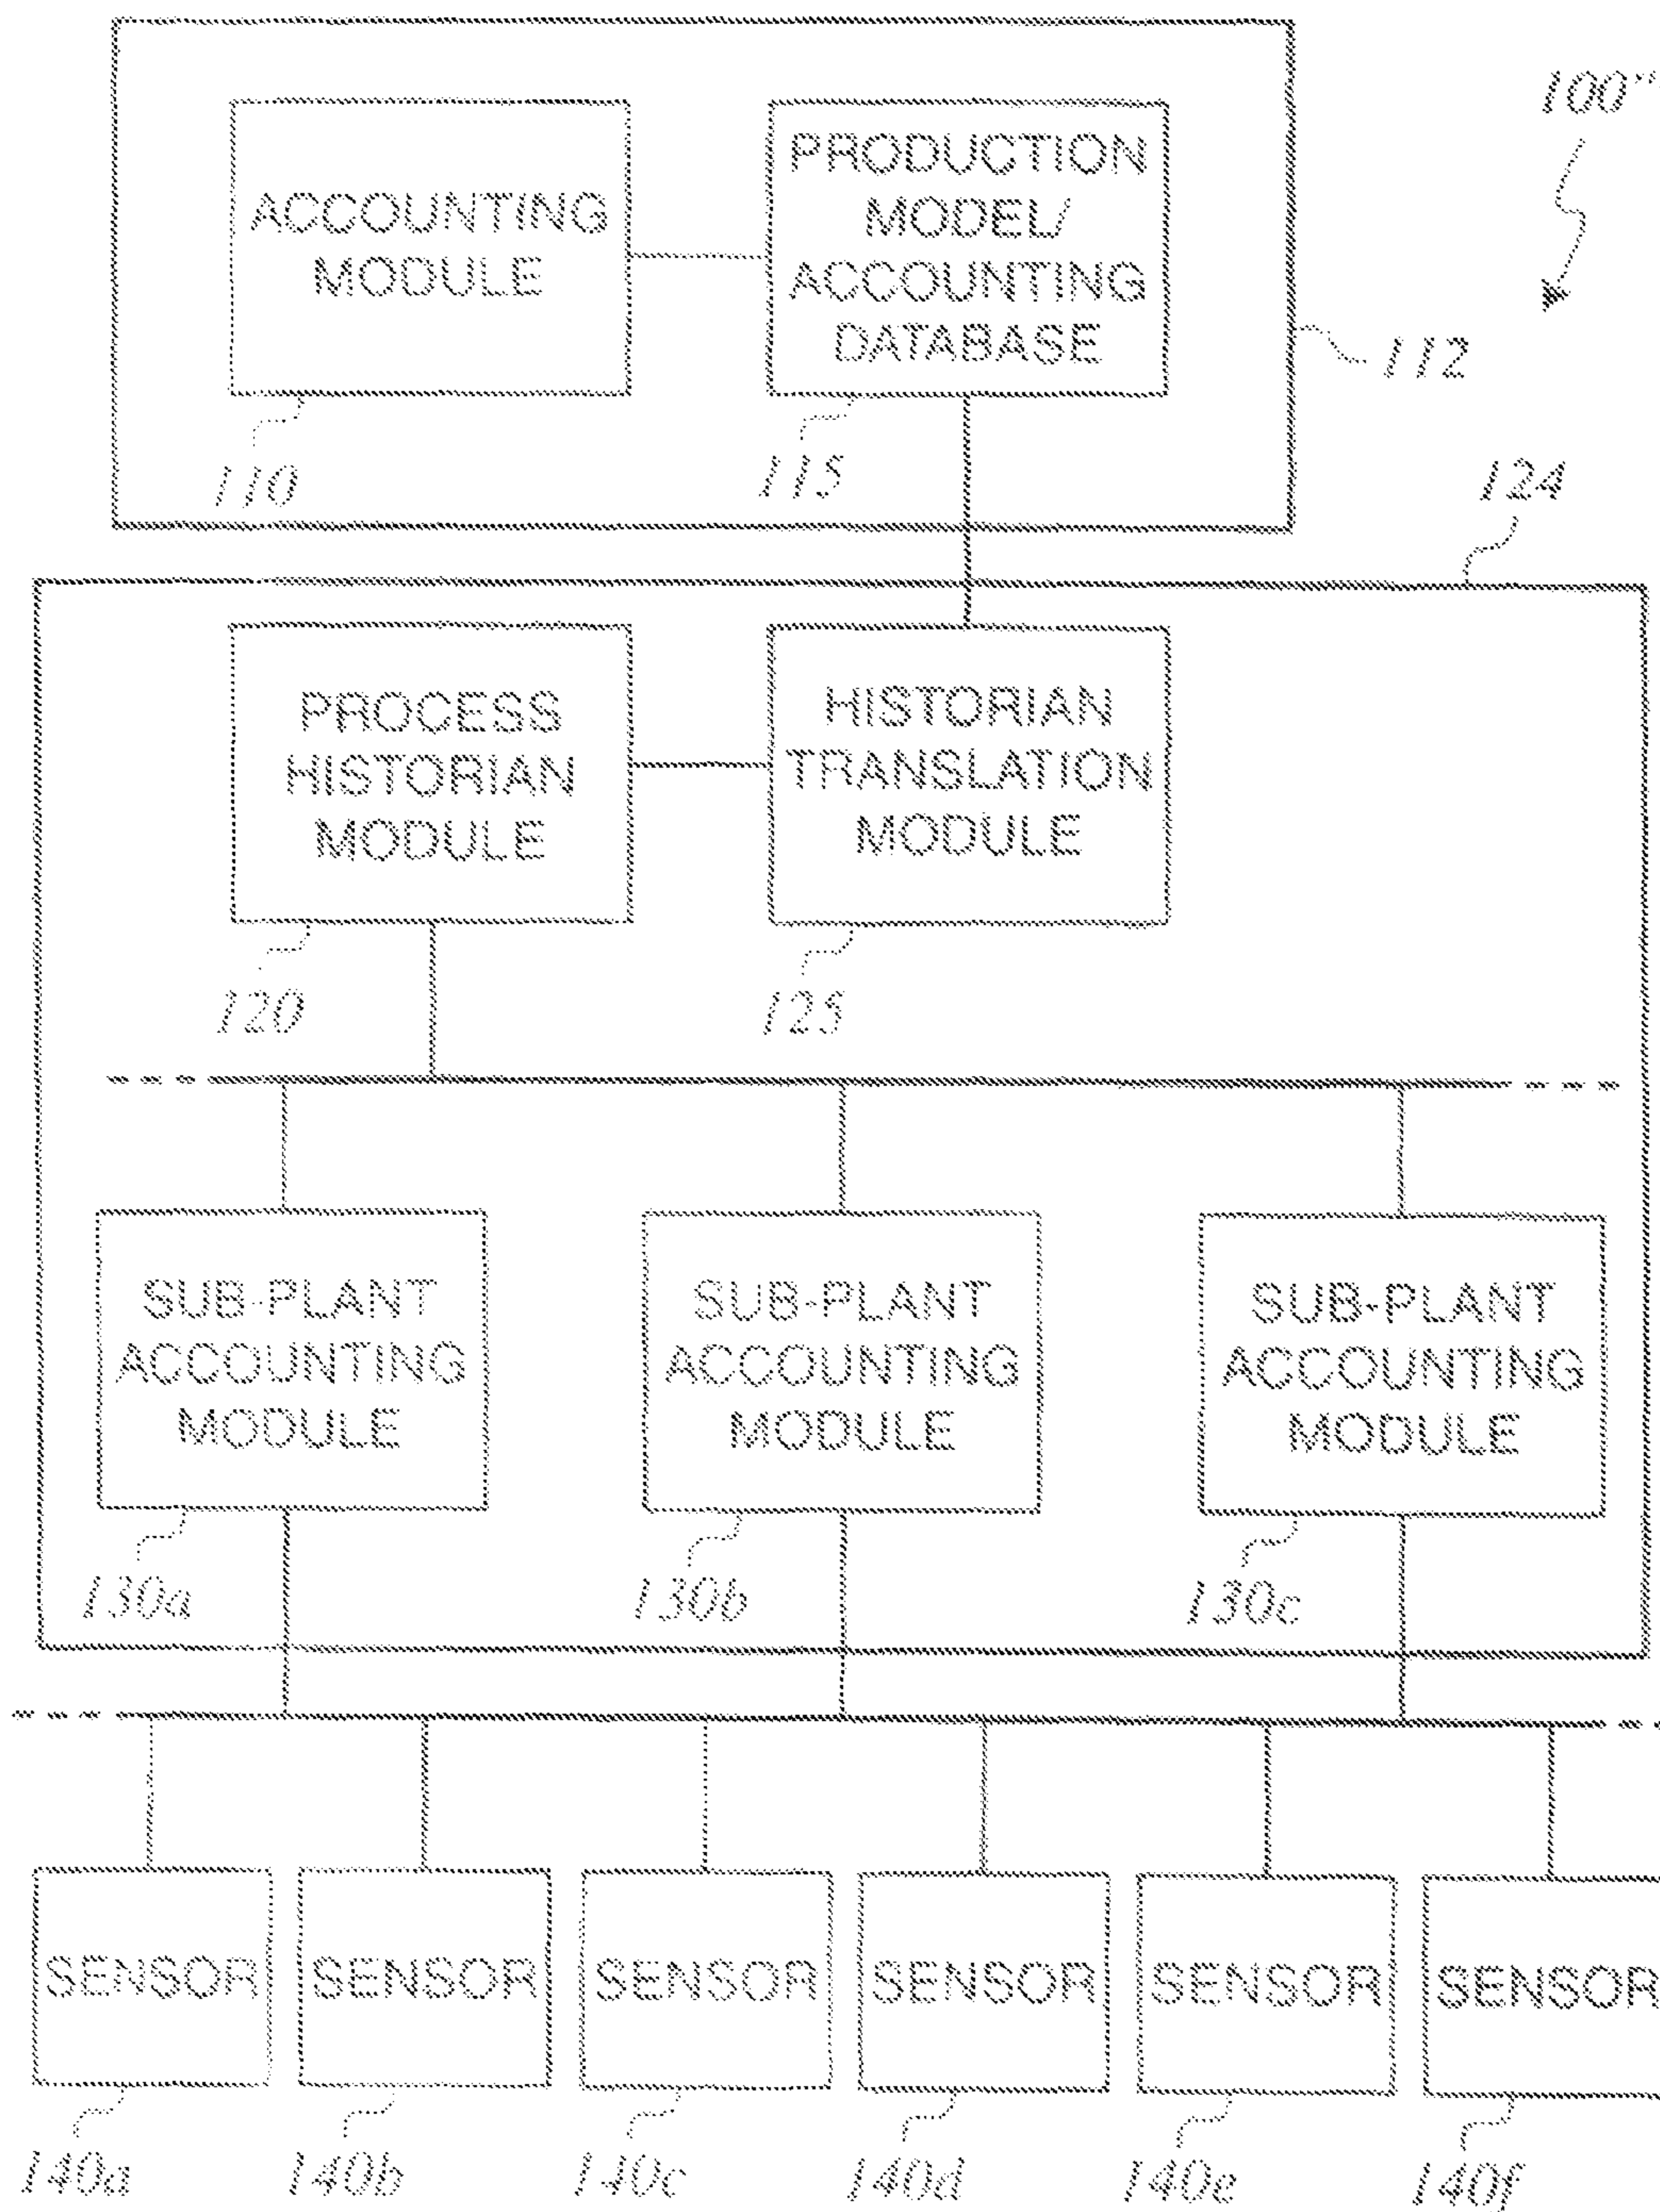 100'''
ACCOUNTING
MODULE
PRODUCTION
MODEL/
ACCOUNTING
DATABASE
112
110
115
124
PROCESS
HISTORIAN
MODULE
HISTORIAN
TRANSLATION
MODULE
120
125
SUB-PLANT
ACCOUNTING
MODULE
SUB-PLANT
ACCOUNTING
MODULE
SUB-PLANT
ACCOUNTING
MODULE
130a
130b
130c
SENSOR
SENSOR
SENSOR
SENSOR
SENSOR
SENSOR
140a
140b
140c
140d
140e
140f